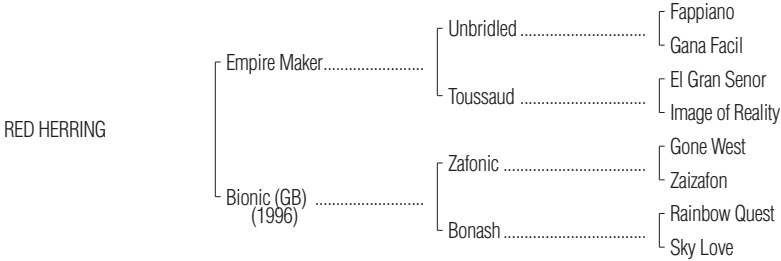 Fappiano
Unbridled
Gana Facil
Empire Maker
El Gran Senor
Toussaud
Image of Reality
RED HERRING
Gone West
Zafonic
Zaizafon
Bionic (GB)
(1996)
Rainbow Quest
Bonash
Sky Love